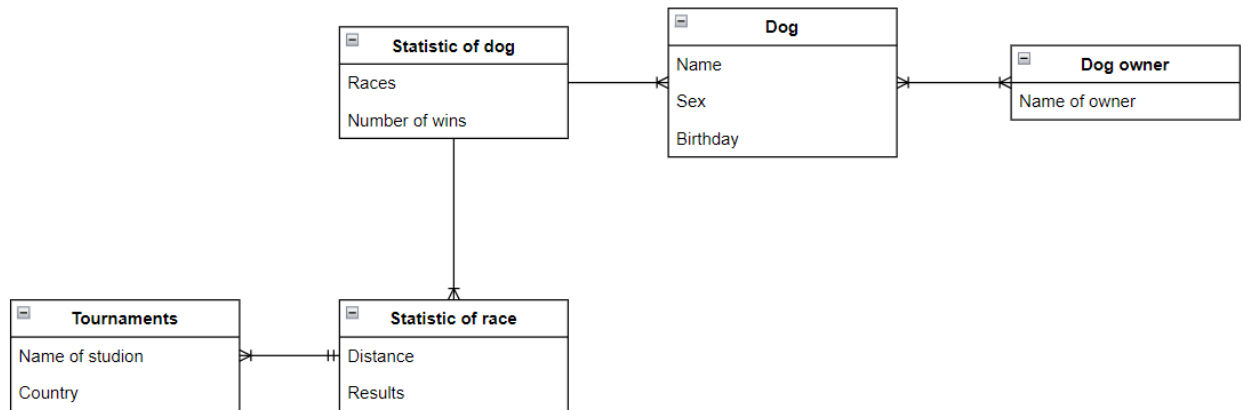 Statistic of dog
Races
Number of wins
Dog
Name
Sex
Birthday
Dog owner
Name of owner
Tournaments
Name of studion
Country
Statistic of race
Distance
Results